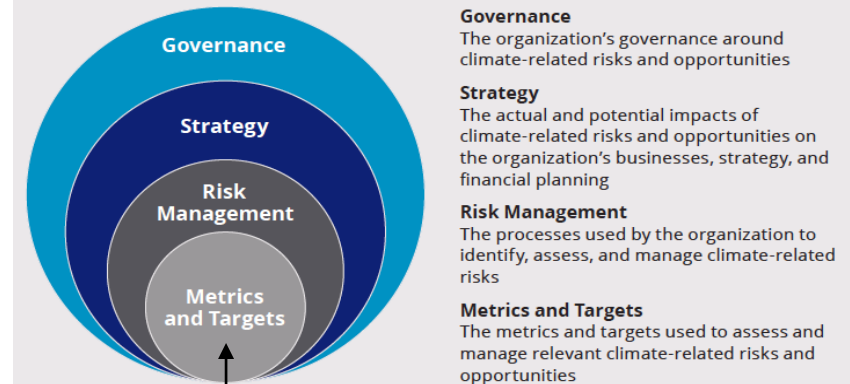 Governance
Strategy
Risk
Management
Metrics
and Targets
Governance
The organization’s governance around
climate-related risks and opportunities
Strategy
The actual and potential impacts of
climate-related risks and opportunities on
the organization’s businesses, strategy, and
financial planning
Risk Management
The processes used by the organization to
identify, assess, and manage climate-related
risks
Metrics and Targets
The metrics and targets used to assess and
manage relevant climate-related risks and
opportunities